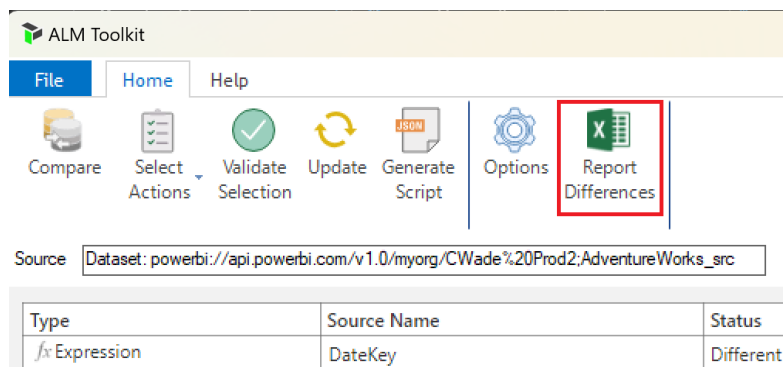 ALM Toolkit
File Home Help
JSON X
Compare Select Actions Validate Selection Update Generate Script Options Report Differences
Source Dataset: powerbi://api.powerbi.com/v1.0/myorg/CWade%20Prod2;AdventureWorks_src
Type Source Name Status
fx Expression DateKey Different